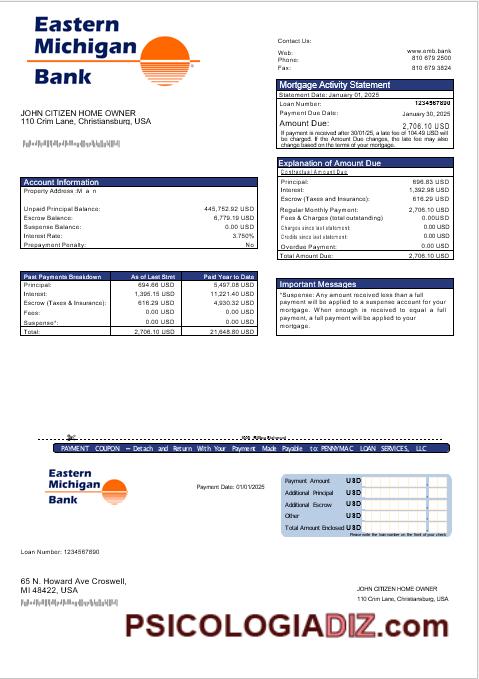 Eastern
Michigan
Bank
Contact Us:
Web: www.emb.bank
Phone: 810 679 2500
Fax: 810 679 3824
Mortgage Activity Statement
Statement Date: January 01, 2025
Loan Number: 1234567890
Payment Due Date: January 30, 2025
Amount Due: 2,706.10 USD
If payment is received after 30/01/25, a late fee of 104.49 USD will
be charged. If the Amount Due changes, the late fee may also
change based on the terms of your mortgage.
JOHN CITIZEN HOME OWNER
110 Crim Lane, Christiansburg, USA
Explanation of Amount Due
Contractual Amount Due
Principal: 696.83 USD
Interest: 1,392.98 USD
Escrow (Taxes and Insurance): 616.29 USD
Regular Monthly Payment: 2,706.10 USD
Fees & Charges (total outstanding) 0.00USD
Charges since last statement: 0.00 USD
Credits since last statement: 0.00 USD
Overdue Payment: 0.00 USD
Total Amount Due: 2,706.10 USD
Account Information
Property Address :M a n
Unpaid Principal Balance: 445,752.92 USD
Escrow Balance: 6,779.19 USD
Suspense Balance: 0.00 USD
Interest Rate: 3.750%
Prepayment Penalty: No
Past Payments Breakdown As of Last Stmt Paid Year to Date
Principal: 694.66 USD 5,497.08 USD
Interest: 1,395.15 USD 11,221.40 USD
Escrow (Taxes & Insurance): 616.29 USD 4,930.32 USD
Fees: 0.00 USD 0.00 USD
Suspense*: 0.00 USD 0.00 USD
Total: 2,706.10 USD 21,648.80 USD
Important Messages
*Suspense: Any amount received less than a full
payment will be applied to a suspense account for your
mortgage. When enough is received to equal a full
payment, a full payment will be applied to your
mortgage.
PAYMENT COUPON – Detach and Return With Your Payment Made Payable to: PENNYMAC LOAN SERVICES, LLC
Eastern
Michigan
Bank
Payment Date: 01/01/2025
Payment Amount USD
Additional Principal USD
Additional Escrow USD
Other USD
Total Amount Enclosed USD
Please write the loan number on the front of your check
Loan Number: 1234567890
65 N. Howard Ave Croswell,
MI 48422, USA
JOHN CITIZEN HOME OWNER
110 Crim Lane, Christiansburg, USA
PSICOLOGIADIZ.com